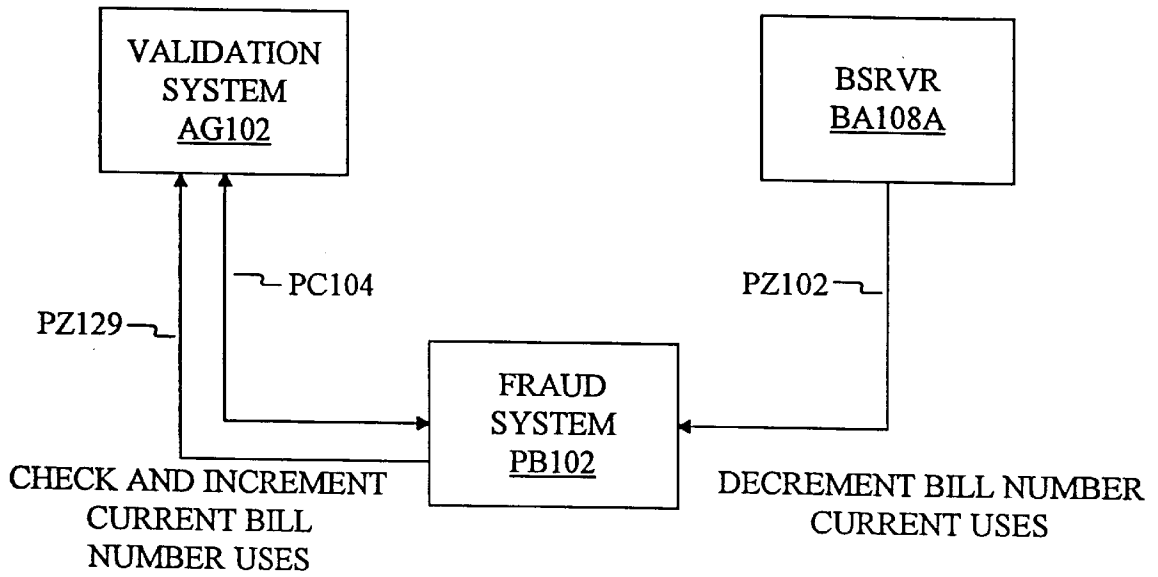 VALIDATION
SYSTEM
AG102
BSRVR
BA108A
PC104
PZ102
PZ129
FRAUD
SYSTEM
PB102
CHECK AND INCREMENT
CURRENT BILL
NUMBER USES
DECREMENT BILL NUMBER
CURRENT USES